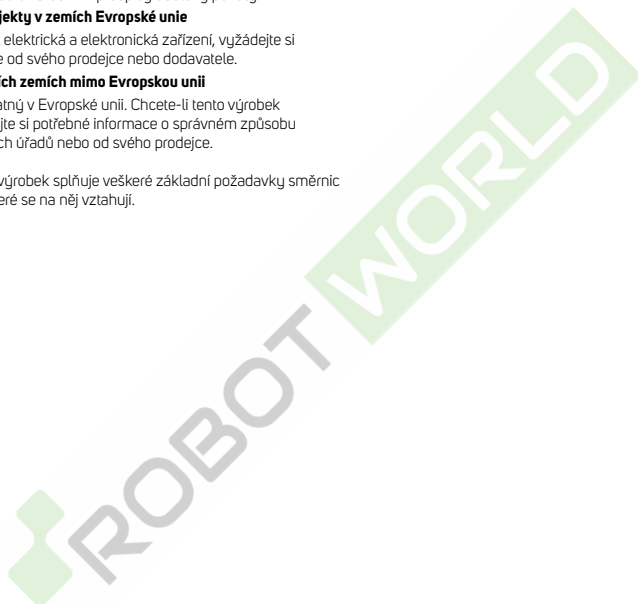 jekty v zemích Evropské unie
elektrická a elektronická zařízení, vyžádejte si
e od svého prodejce nebo dodavatele.
ích zemích mimo Evropskou unii
atný v Evropské unii. Chcete-li tento výrobek
jte si potřebné informace o správném způsobu
ch úřadů nebo od svého prodejce.
výrobek splňuje veškeré základní požadavky směrnic
eré se na něj vztahují.
ROBOT WORLD